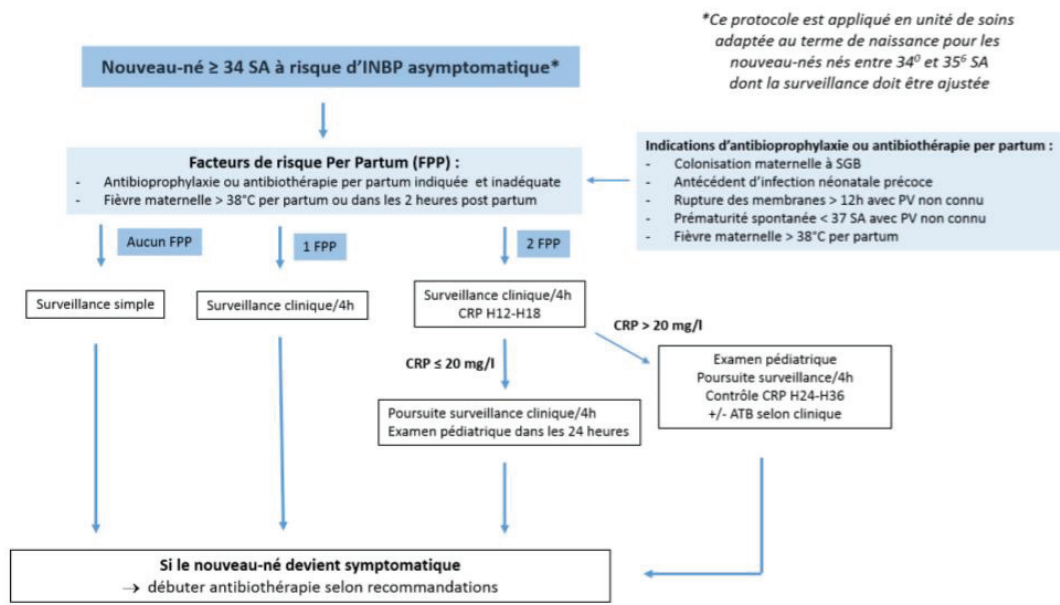 *Ce protocole est appliqué en unité de soins
adaptée au terme de naissance pour les
nouveau-nés nés entre 34⁰ et 35⁶ SA
dont la surveillance doit être ajustée
Nouveau-né ≥ 34 SA à risque d’INBP asymptomatique*
Facteurs de risque Per Partum (FPP) :
- Antibioprophylaxie ou antibiothérapie per partum indiquée et inadéquate
- Fièvre maternelle > 38°C per partum ou dans les 2 heures post partum
Indications d’antibioprophylaxie ou antibiothérapie per partum :
- Colonisation maternelle à SGB
- Antécédent d’infection néonatale précoce
- Rupture des membranes > 12h avec PV non connu
- Prématurité spontanée < 37 SA avec PV non connu
- Fièvre maternelle > 38°C per partum
Aucun FPP
1 FPP
2 FPP
Surveillance simple
Surveillance clinique/4h
Surveillance clinique/4h
CRP H12-H18
CRP ≤ 20 mg/l
CRP > 20 mg/l
Poursuite surveillance clinique/4h
Examen pédiatrique dans les 24 heures
Examen pédiatrique
Poursuite surveillance/4h
Contrôle CRP H24-H36
+/- ATB selon clinique
Si le nouveau-né devient symptomatique
→ débuter antibiothérapie selon recommandations